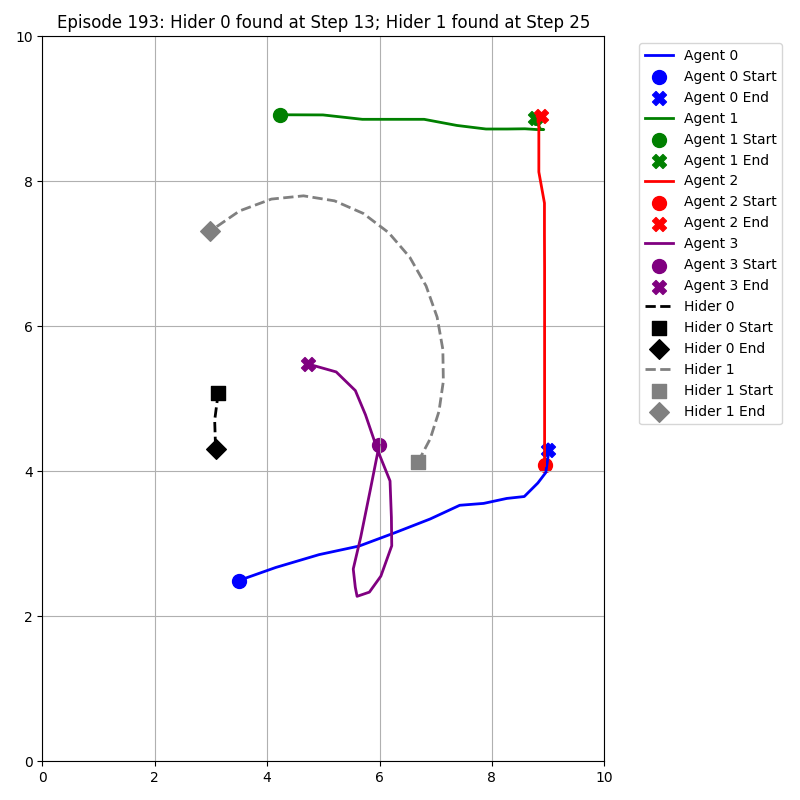 Episode 193: Hider 0 found at Step 13; Hider 1 found at Step 25
10
8
6
4
2
0
0 2 4 6 8 10
Agent 0
Agent 0 Start
Agent 0 End
Agent 1
Agent 1 Start
Agent 1 End
Agent 2
Agent 2 Start
Agent 2 End
Agent 3
Agent 3 Start
Agent 3 End
Hider 0
Hider 0 Start
Hider 0 End
Hider 1
Hider 1 Start
Hider 1 End